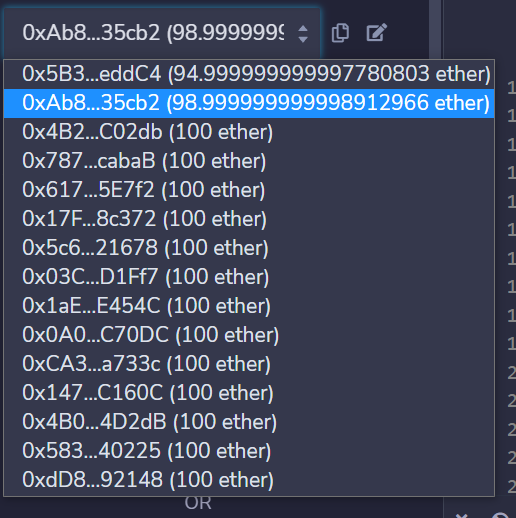 0xAb8...35cb2 (98.9999999
0x5B3...eddC4 (94.999999999997780803 ether)
0xAb8...35cb2 (98.999999999998912966 ether)
0x4B2...C02db (100 ether)
0x787...cabaB (100 ether)
0x617...5E7f2 (100 ether)
0x17F...8c372 (100 ether)
0x5c6...21678 (100 ether)
0x03C...D1Ff7 (100 ether)
0x1aE...E454C (100 ether)
0x0A0...C70DC (100 ether)
0xCA3...a733c (100 ether)
0x147...C160C (100 ether)
0x4B0...4D2dB (100 ether)
0x583...40225 (100 ether)
0xdD8...92148 (100 ether)
OR